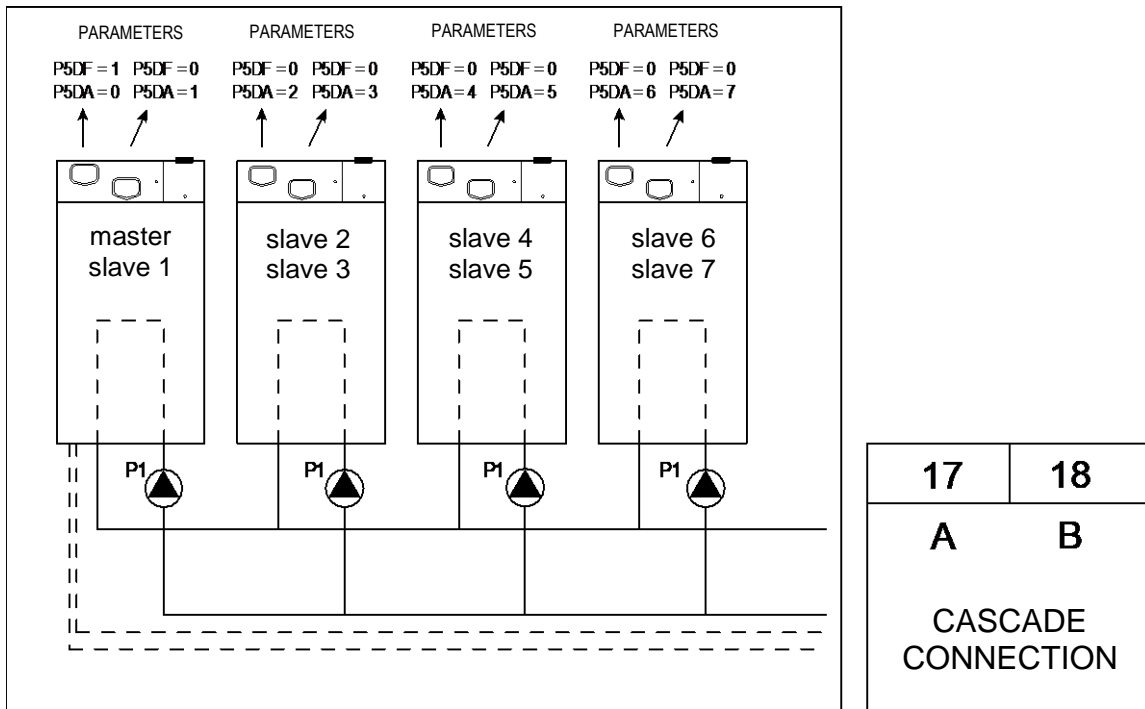 PARAMETERS PARAMETERS PARAMETERS PARAMETERS
P5DF=1 P5DF=0 P5DF=0 P5DF=0 P5DF=0 P5DF=0 P5DF=0 P5DF=0
P5DA=0 P5DA=1 P5DA=2 P5DA=3 P5DA=4 P5DA=5 P5DA=6 P5DA=7
master slave 2 slave 4 slave 6
slave 1 slave 3 slave 5 slave 7
P1 P1 P1 P1
17 18
A B
CASCADE
CONNECTION